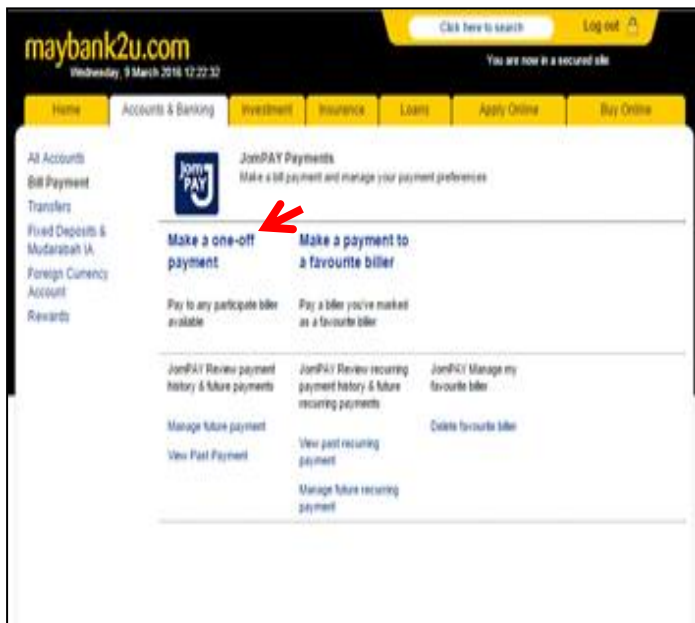 maybank2u.com
Click here to search
Log out
Wednesday, 9 March 2016 12:22:32
You are now in a secured site
Home
Accounts & Banking
Investment
Insurance
Loans
Apply Online
Buy Online
All Accounts
Bill Payment
Transfers
Fixed Deposits &
Mudarabah IA
Foreign Currency
Account
Rewards
Jom
PAY
JomPAY Payments
Make a bill payment and manage your payment preferences
Make a one-off
payment
Pay to any participate biller
available
Make a payment to
a favourite biller
Pay a biller you've marked
as a favourite biller
JomPAY Review payment
history & future payments
Manage future payment
View Past Payment
JomPAY Review recurring
payment history & future
recurring payments
View past recurring
payment
Manage future recurring
payment
JomPAY Manage my
favourite biller
Delete favourite biller